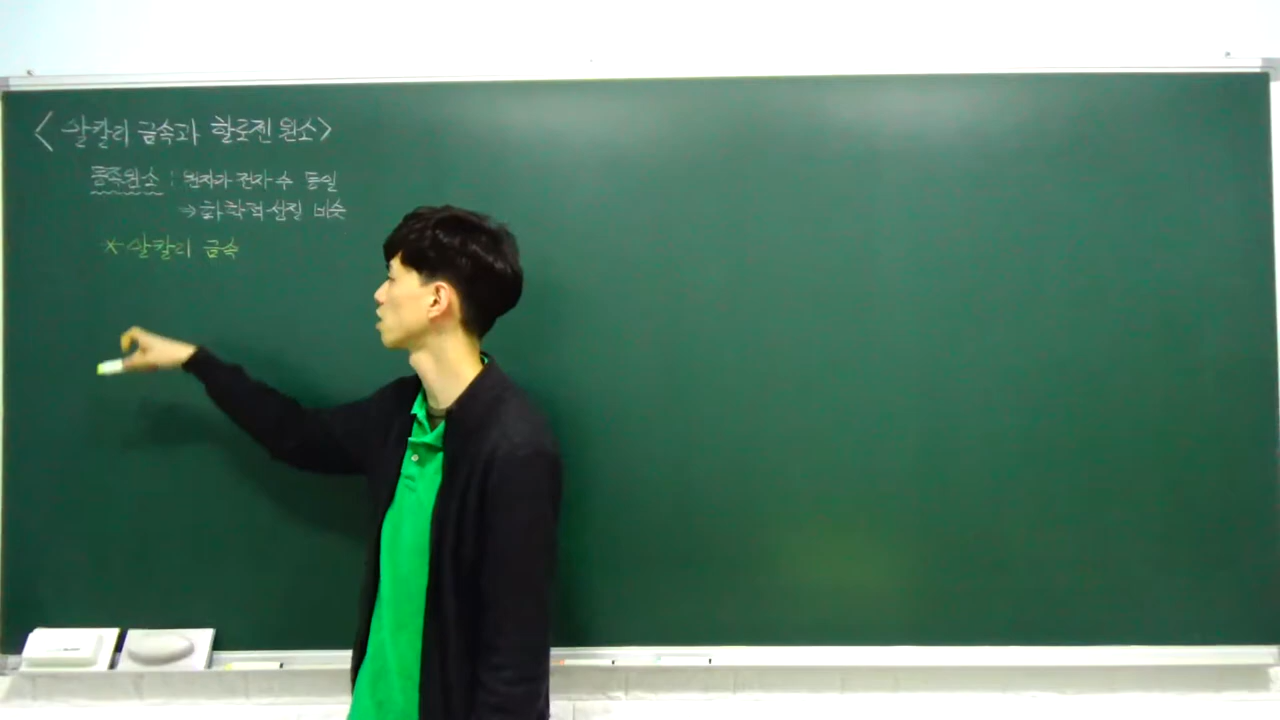 <알칼리 금속과 할로젠 원소>
동족원소 : 원자가 전자 수 동일
⇒ 화학적 성질 비슷
* 알칼리 금속